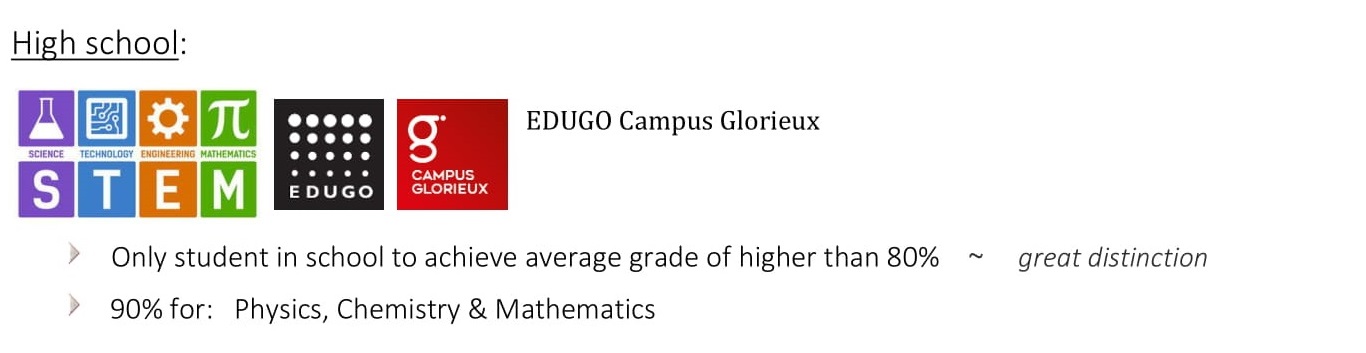 High school:
SCIENCE TECHNOLOGY ENGINEERING MATHEMATICS
S T E M
EDUGO
g
CAMPUS
GLORIEUX
EDUGO Campus Glorieux
Only student in school to achieve average grade of higher than 80% ~ great distinction
90% for: Physics, Chemistry & Mathematics